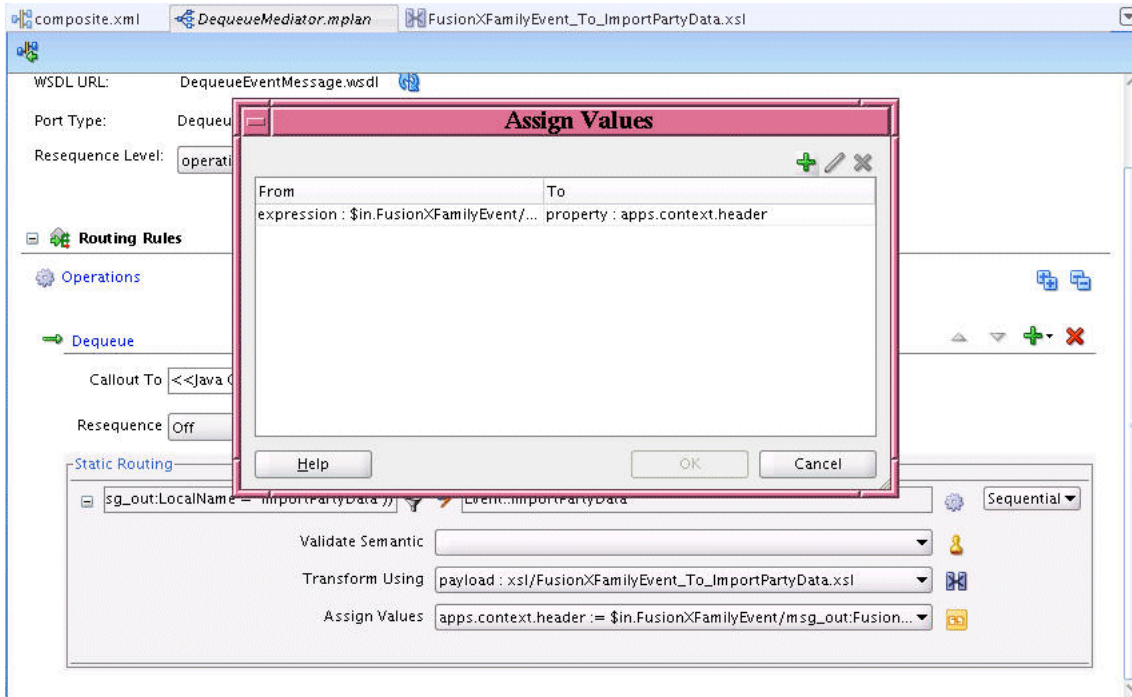 composite.xml DequeueMediator.mplan FusionXFamilyEvent_To_ImportPartyData.xsl
WSDL URL: DequeueEventMessage.wsdl
Port Type: Dequeu
Resequence Level: operati
Assign Values
From To
expression : $in.FusionXFamilyEvent/... property : apps.context.header
Help OK Cancel
Routing Rules
Operations
Dequeue
Callout To <<Java
Resequence Off
Static Routing
sg_out:LocalName = 'ImportPartyData')) Event::ImportPartyData Sequential
Validate Semantic
Transform Using payload : xsl/FusionXFamilyEvent_To_ImportPartyData.xsl
Assign Values apps.context.header := $in.FusionXFamilyEvent/msg_out:Fusion...